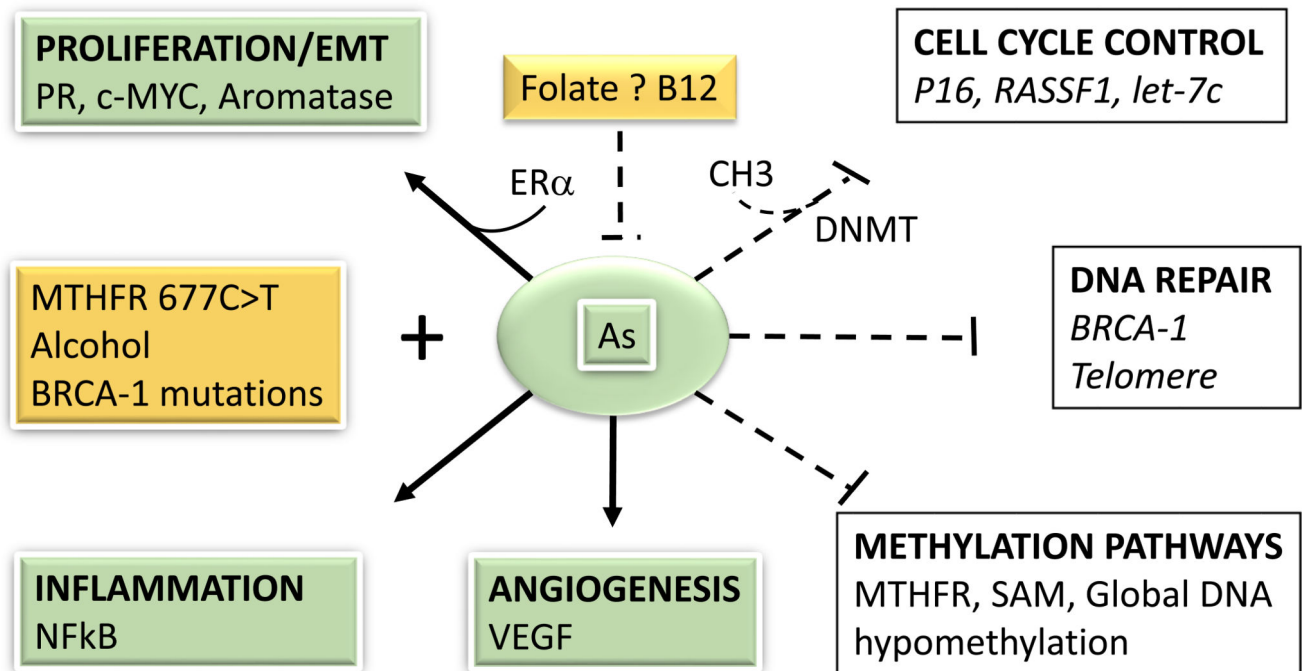 PROLIFERATION/EMT
PR, c-MYC, Aromatase
Folate ? B12
CELL CYCLE CONTROL
P16, RASSF1, let-7c
ERα
CH3
DNMT
MTHFR 677C>T
Alcohol
BRCA-1 mutations
+
As
DNA REPAIR
BRCA-1
Telomere
INFLAMMATION
NFkB
ANGIOGENESIS
VEGF
METHYLATION PATHWAYS
MTHFR, SAM, Global DNA
hypomethylation